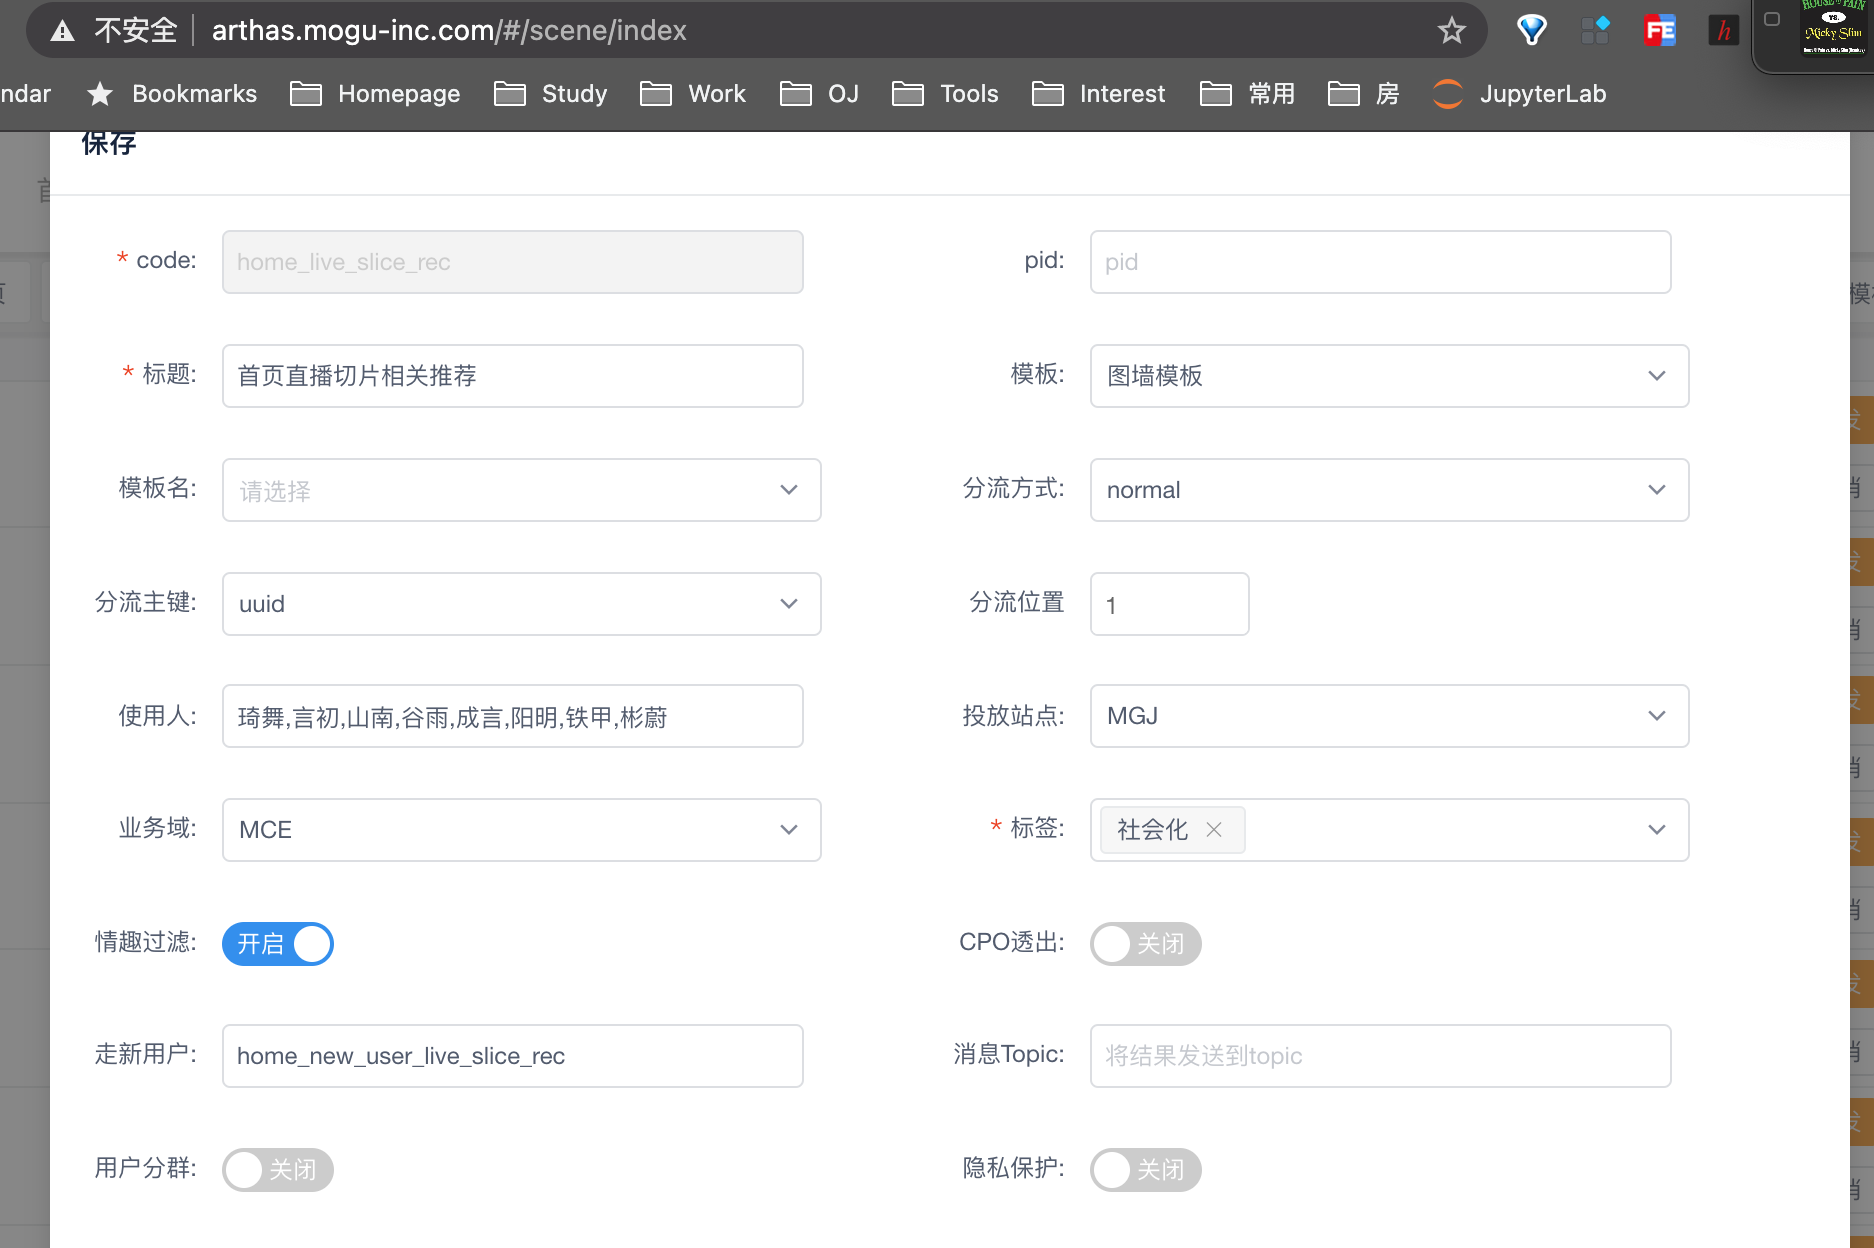 不安全 arthas.mogu-inc.com/#/scene/index
ndar Bookmarks Homepage Study Work OJ Tools Interest 常用 房 JupyterLab
保存
* code: home_live_slice_rec pid: pid
* 标题: 首页直播切片相关推荐 模板: 图墙模板
模板名: 请选择 分流方式: normal
分流主键: uuid 分流位置 1
使用人: 琦舞,言初,山南,谷雨,成言,阳明,铁甲,彬蔚 投放站点: MGJ
业务域: MCE * 标签: 社会化
情趣过滤: 开启 CPO透出: 关闭
走新用户: home_new_user_live_slice_rec 消息Topic: 将结果发送到topic
用户分群: 关闭 隐私保护: 关闭